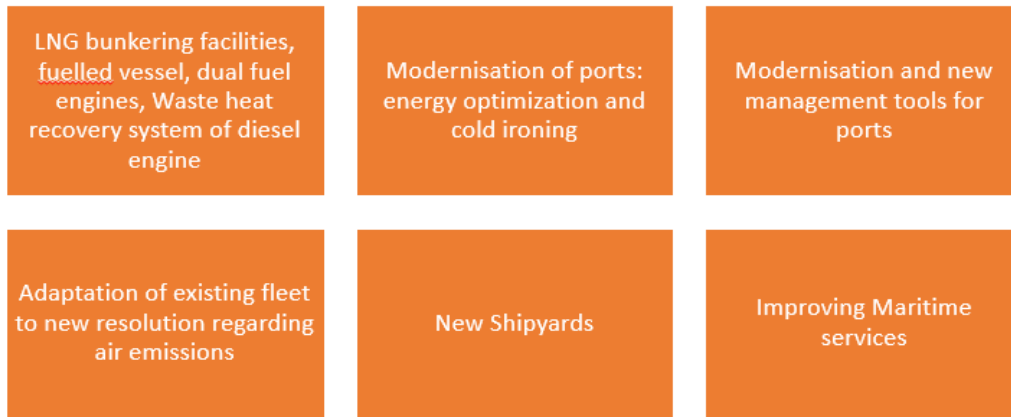 LNG bunkering facilities,
fuelled vessel, dual fuel
engines, Waste heat
recovery system of diesel
engine
Modernisation of ports:
energy optimization and
cold ironing
Modernisation and new
management tools for
ports
Adaptation of existing fleet
to new resolution regarding
air emissions
New Shipyards
Improving Maritime
services